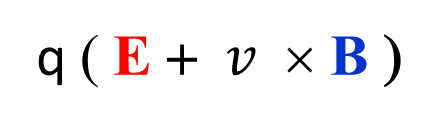 q ( E + v × B )